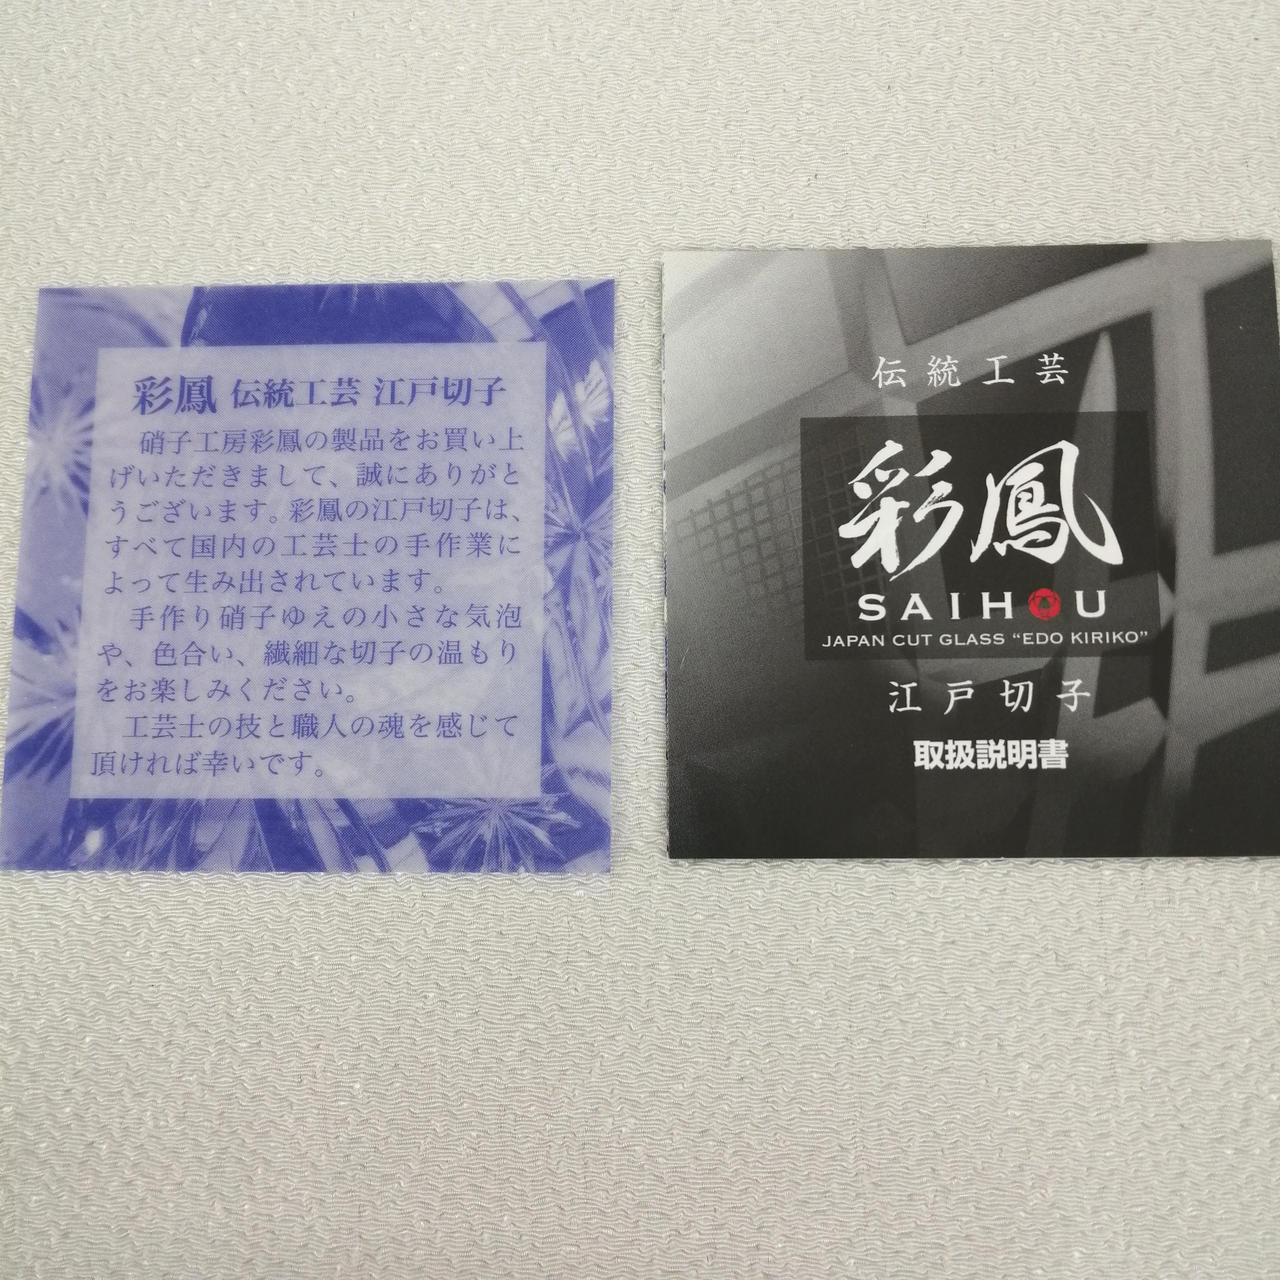 彩鳳 伝統工芸 江戸切子
硝子工房彩鳳の製品をお買い上
げいただきまして、誠にありがと
うございます。彩鳳の江戸切子は、
すべて国内の工芸士の手作業に
よって生み出されています。
手作り硝子ゆえの小さな気泡
や、色合い、繊細な切子の温もり
をお楽しみください。
工芸士の技と職人の魂を感じて
頂ければ幸いです。
伝統工芸
彩鳳
SAIHOU
JAPAN CUT GLASS “EDO KIRIKO”
江戸切子
取扱説明書